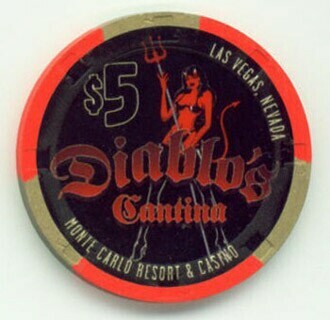 $5
LAS VEGAS, NEVADA
Diablo's
Cantina
MONTE CARLO RESORT & CASINO